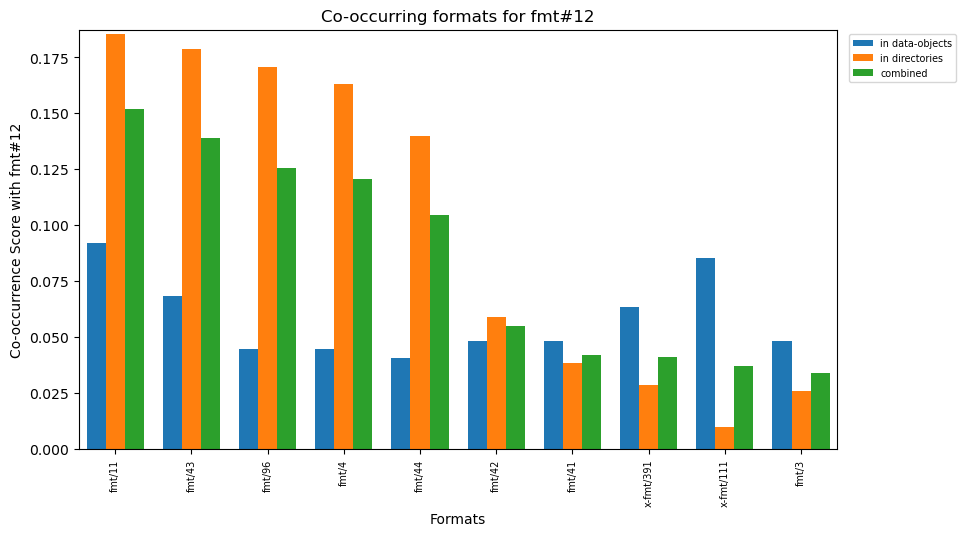 Co-occurring formats for fmt#12
in data-objects
in directories
combined
Co-occurrence Score with fmt#12
0.175
0.150
0.125
0.100
0.075
0.050
0.025
0.000
fmt/11
fmt/43
fmt/96
fmt/4
fmt/44
fmt/42
fmt/41
x-fmt/391
x-fmt/111
fmt/3
Formats